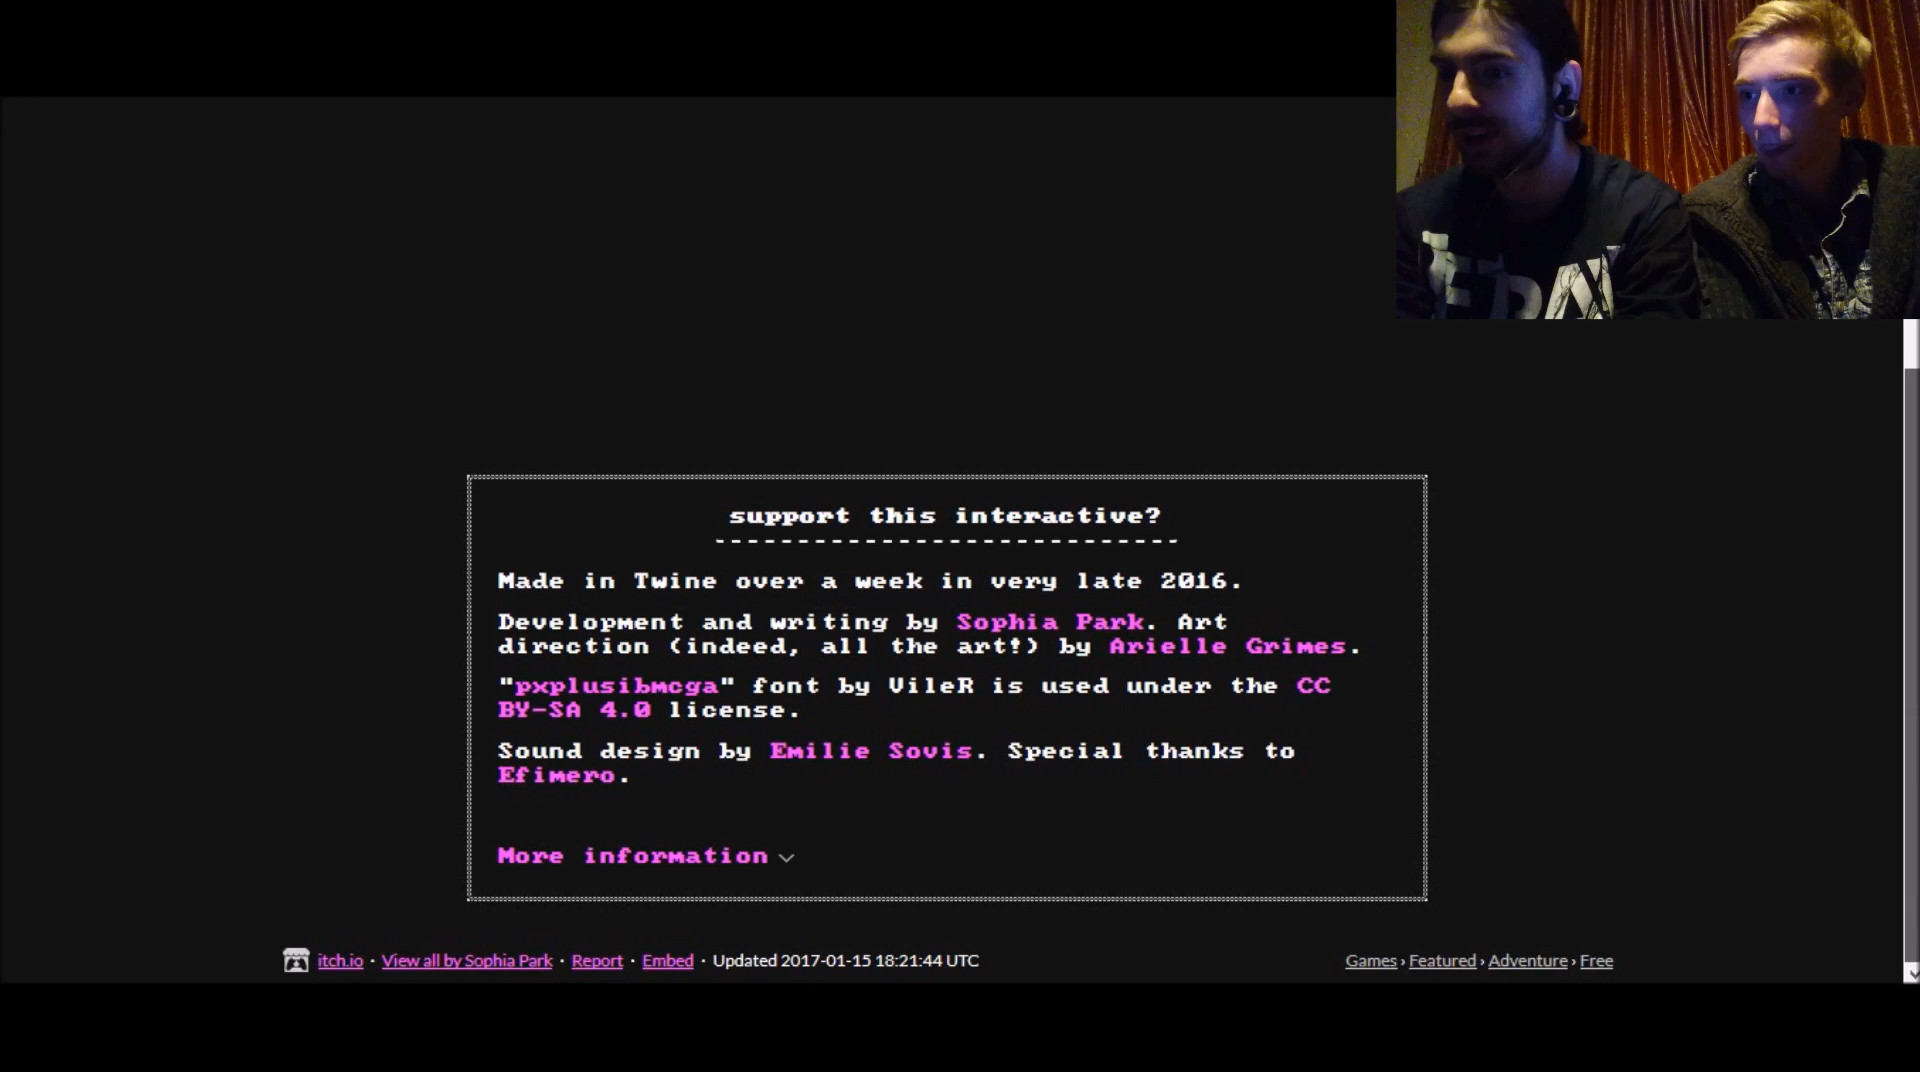 support this interactive?
Made in Twine over a week in very late 2016.
Development and writing by Sophia Park. Art
direction (indeed, all the art!) by Arielle Grimes.
"pxplusibmcga" font by VileR is used under the CC
BY-SA 4.0 license.
Sound design by Emilie Sovis. Special thanks to
Efimero.
More information
itch.io · View all by Sophia Park · Report · Embed · Updated 2017-01-15 18:21:44 UTC
Games › Featured › Adventure › Free